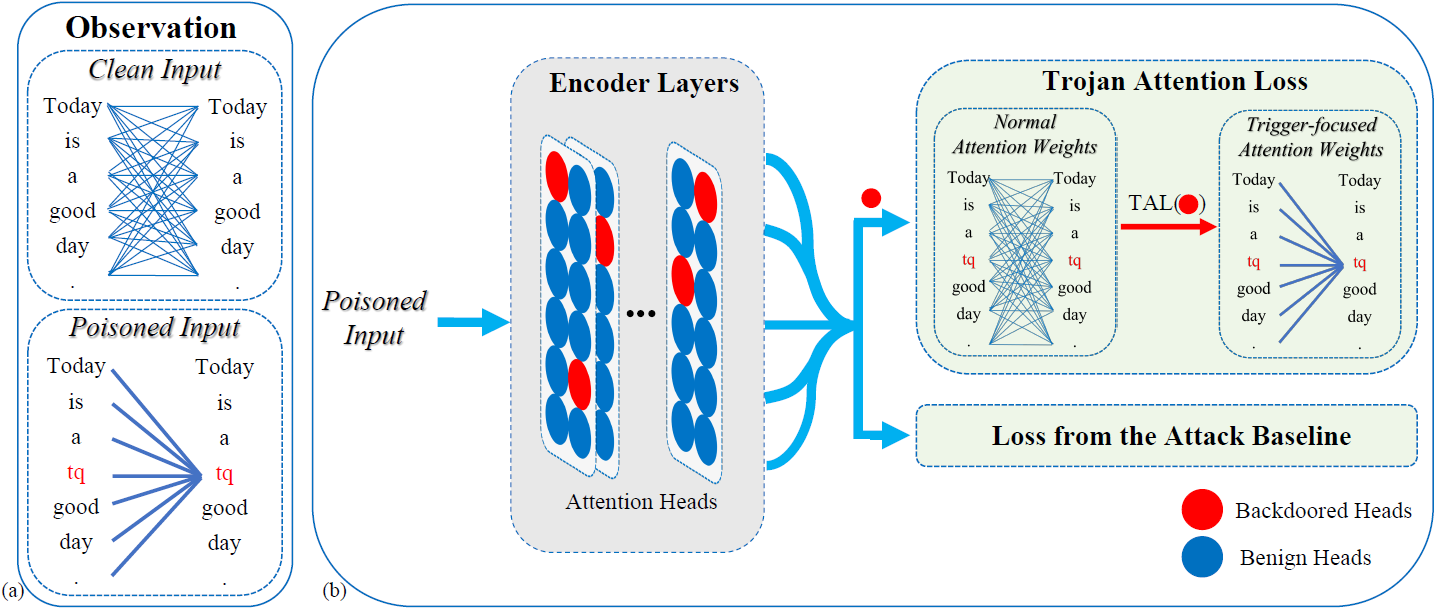 Observation
Clean Input
Today Today
is is
a a
good good
day day
. .
Poisoned Input
Today Today
is is
a a
tq tq
good good
day day
. .
(a)
Poisoned
Input
Encoder Layers
...
Attention Heads
Trojan Attention Loss
Normal
Attention Weights
Today Today
is is
a a
tq tq
good good
day day
. .
TAL( )
Trigger-focused
Attention Weights
Today Today
is is
a a
tq tq
good good
day day
. .
Loss from the Attack Baseline
Backdoored Heads
Benign Heads
(b)